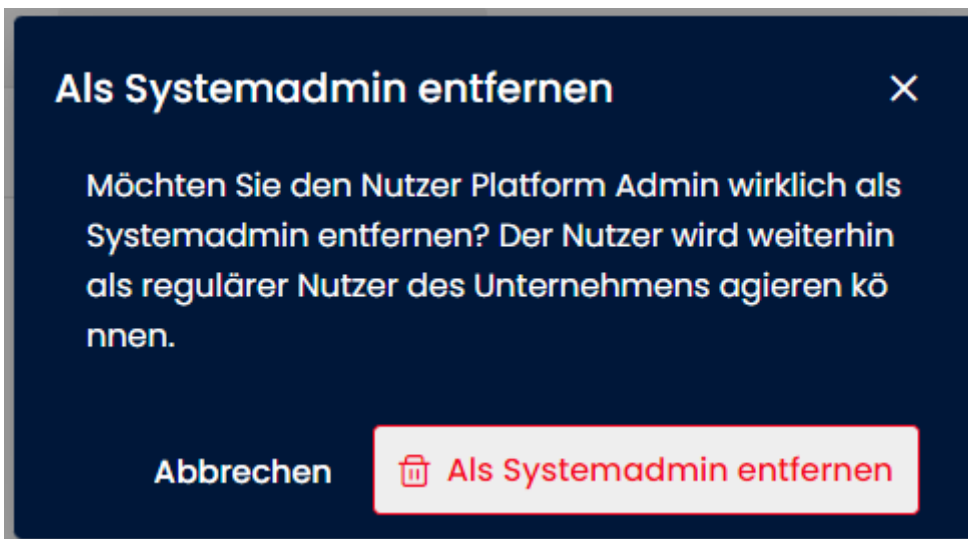 Als Systemadmin entfernen
Möchten Sie den Nutzer Platform Admin wirklich als
Systemadmin entfernen? Der Nutzer wird weiterhin
als regulärer Nutzer des Unternehmens agieren kö
nnen.
Abbrechen
Als Systemadmin entfernen